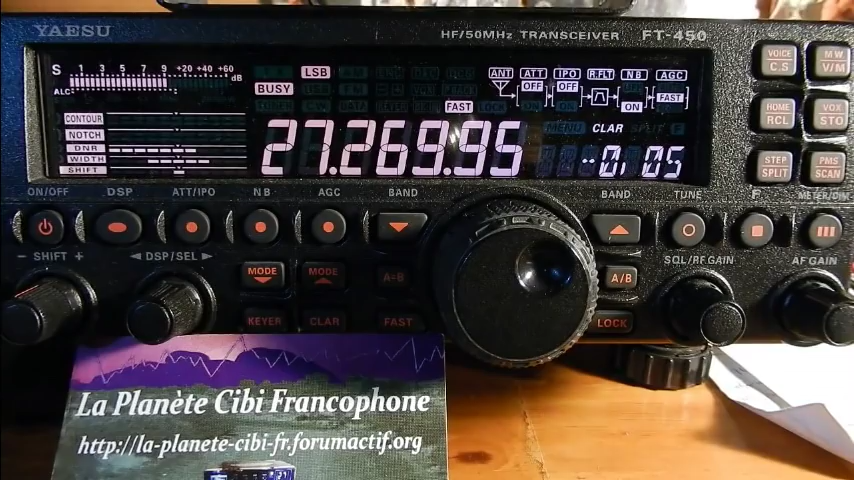 YAESU
HF/50MHz TRANSCEIVER FT-450
S 1 3 5 7 9 +20 +40 +60 dB
ALC
LSB
BUSY
FAST LOCK
ANT ATT IPO R.FLT NB AGC
OFF OFF
ON FAST
CONTOUR
NOTCH
DNR
WIDTH
SHIFT
27.269.95
MENU CLAR SPLIT F
-0.05
VOICE C.S
MW V/M
HOME RCL
VOX STO
STEP SPLIT
PMS SCAN
ON/OFF DSP ATT/IPO NB AGC BAND BAND TUNE F METER/DIM
- SHIFT + DSP/SEL SQL/RF GAIN AF GAIN
MODE MODE A=B A/B
KEYER CLAR FAST LOCK
La Planète Cibi Francophone
http://la-planete-cibi-fr.forumactif.org